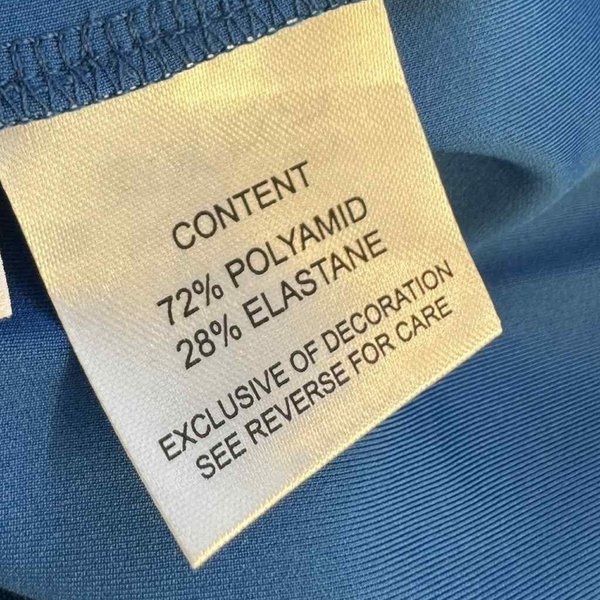 CONTENT
72% POLYAMID
28% ELASTANE
EXCLUSIVE OF DECORATION
SEE REVERSE FOR CARE